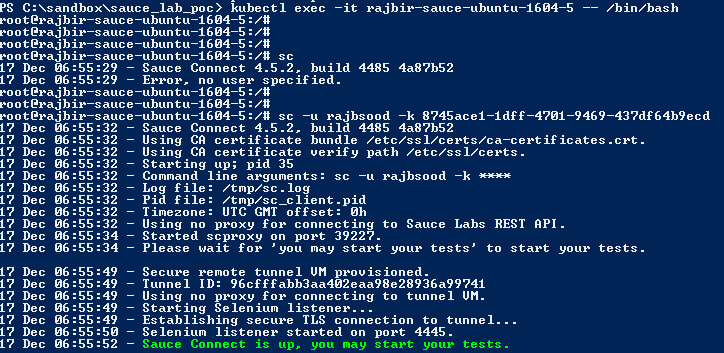 PS C:\sandbox\sauce_lab_poc> kubectl exec -it rajbir-sauce-ubuntu-1604-5 -- /bin/bash
root@rajbir-sauce-ubuntu-1604-5:/#
root@rajbir-sauce-ubuntu-1604-5:/#
root@rajbir-sauce-ubuntu-1604-5:/#
root@rajbir-sauce-ubuntu-1604-5:/# sc
17 Dec 06:55:29 - Sauce Connect 4.5.2, build 4485 4a87b52
17 Dec 06:55:29 - Error, no user specified.
root@rajbir-sauce-ubuntu-1604-5:/#
root@rajbir-sauce-ubuntu-1604-5:/#
root@rajbir-sauce-ubuntu-1604-5:/# sc -u rajbsood -k 8745ace1-1dff-4701-9469-437df64b9ecd
17 Dec 06:55:32 - Sauce Connect 4.5.2, build 4485 4a87b52
17 Dec 06:55:32 - Using CA certificate bundle /etc/ssl/certs/ca-certificates.crt.
17 Dec 06:55:32 - Using CA certificate verify path /etc/ssl/certs.
17 Dec 06:55:32 - Starting up; pid 35
17 Dec 06:55:32 - Command line arguments: sc -u rajbsood -k ****
17 Dec 06:55:32 - Log file: /tmp/sc.log
17 Dec 06:55:32 - Pid file: /tmp/sc_client.pid
17 Dec 06:55:32 - Timezone: UTC GMT offset: 0h
17 Dec 06:55:32 - Using no proxy for connecting to Sauce Labs REST API.
17 Dec 06:55:34 - Started scproxy on port 39227.
17 Dec 06:55:34 - Please wait for 'you may start your tests' to start your tests.
17 Dec 06:55:49 - Secure remote tunnel VM provisioned.
17 Dec 06:55:49 - Tunnel ID: 96cfffabb3aa402eaa98e28936a99741
17 Dec 06:55:49 - Using no proxy for connecting to tunnel VM.
17 Dec 06:55:49 - Starting Selenium listener...
17 Dec 06:55:49 - Establishing secure TLS connection to tunnel...
17 Dec 06:55:50 - Selenium listener started on port 4445.
17 Dec 06:55:52 - Sauce Connect is up, you may start your tests.